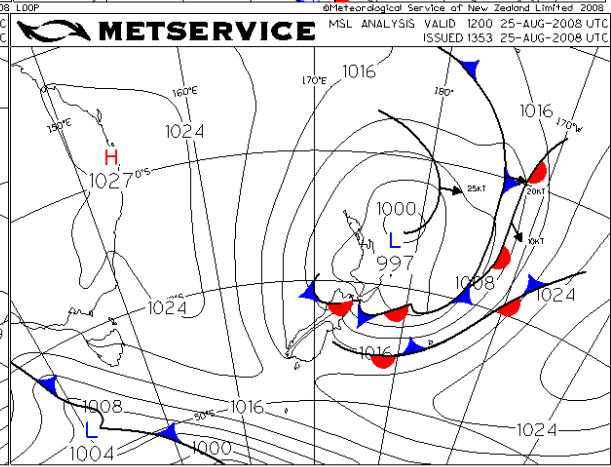 08 LOOP
©Meteorological Service of New Zealand Limited 2008
METSERVICE
MSL ANALYSIS VALID 1200 25-AUG-2008 UTC
ISSUED 1353 25-AUG-2008 UTC
1016
170°E
180°
160°E
1016
150°E
1024
170°W
H
1027
0°S
25KT
20KT
1000
L
10KT
997
1008
1024
1024
1016
1008
1016
50°S
L
1024
1004
1000